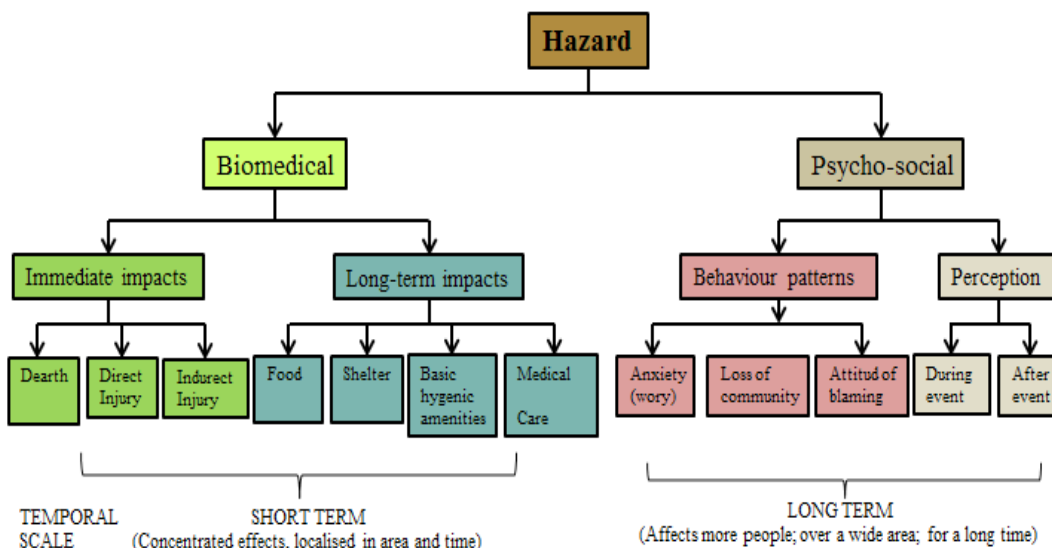 Hazard
Biomedical
Psycho-social
Immediate impacts
Long-term impacts
Behaviour patterns
Perception
Dearth
Direct
Injury
Indurect
Injury
Food
Shelter
Basic
hygenic
amenities
Medical
Care
Anxiety
(wory)
Loss of
community
Attitud of
blaming
During
event
After
event
TEMPORAL
SCALE
SHORT TERM
(Concentrated effects, localised in area and time)
LONG TERM
(Affects more people; over a wide area; for a long time)